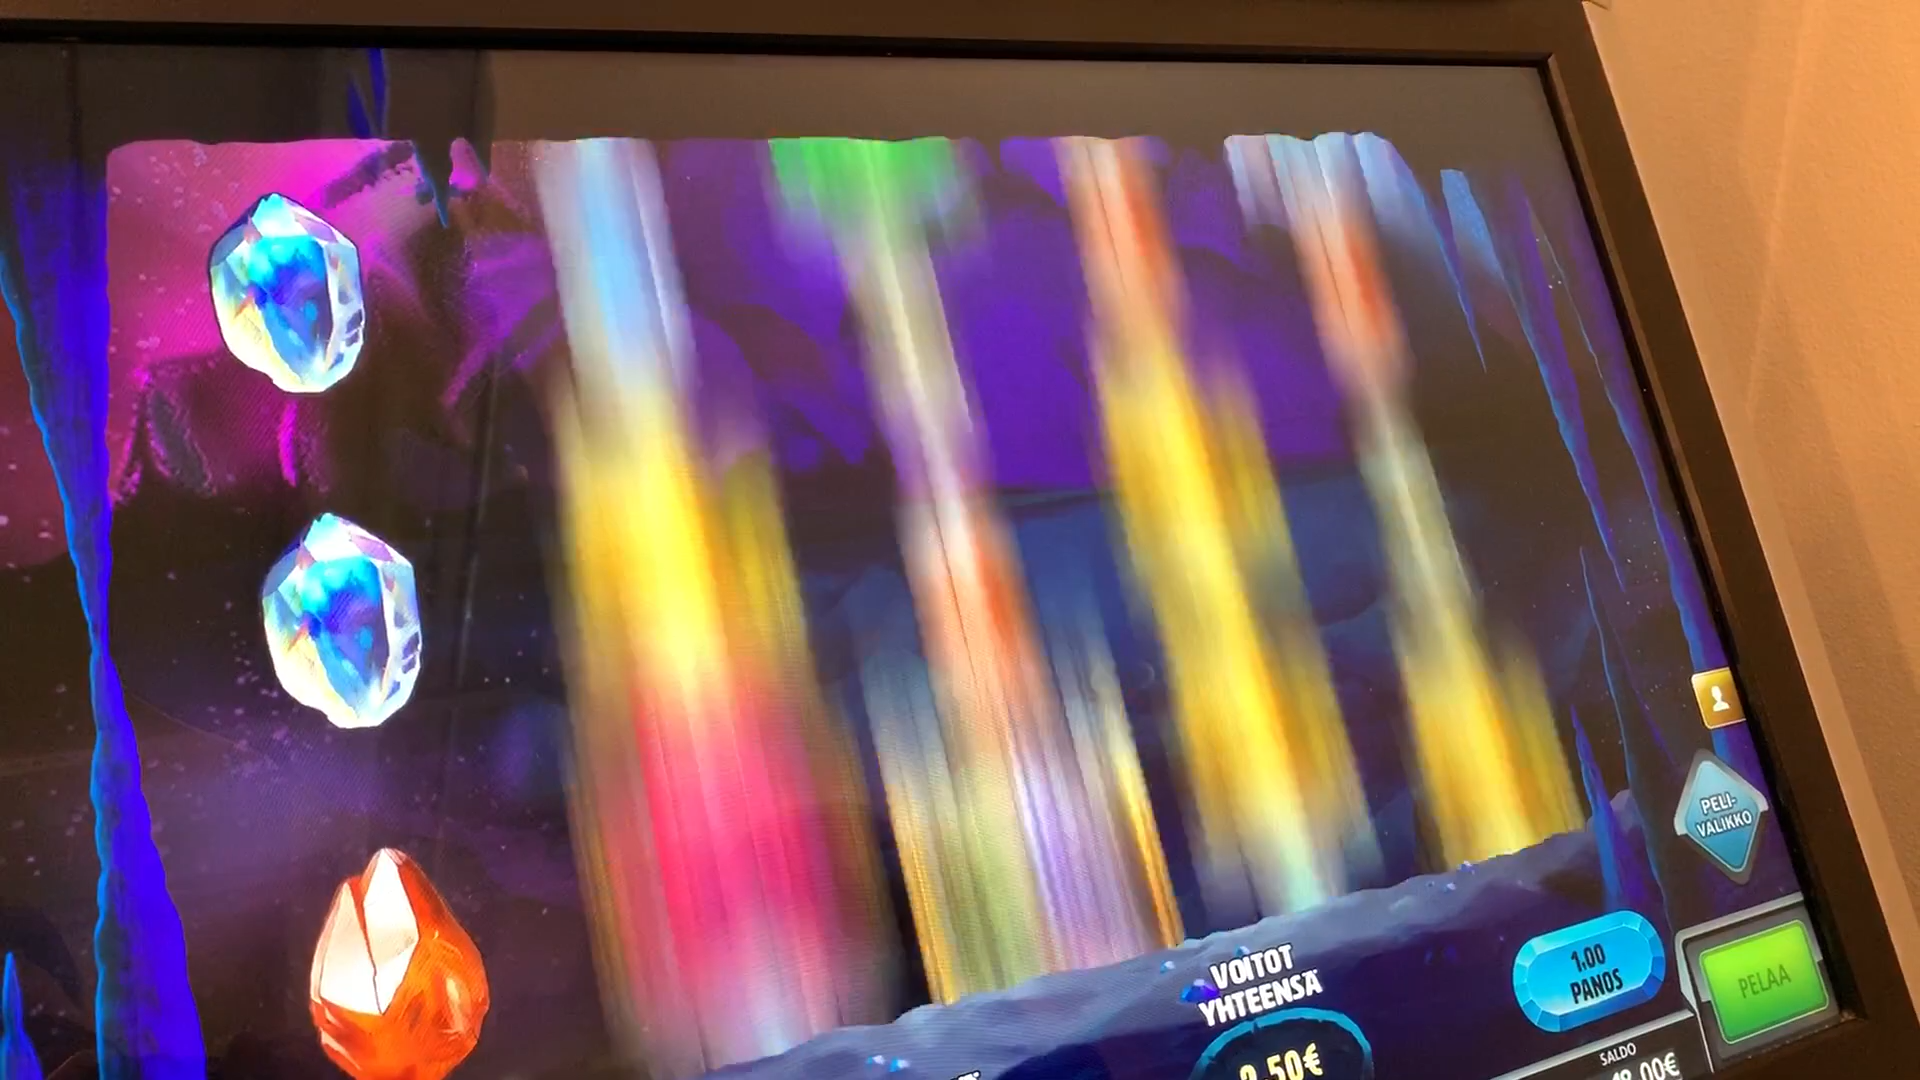 PELI-
VALIKKO
VOITOT
YHTEENSÄ
1.00
PANOS
PELAA
SALDO